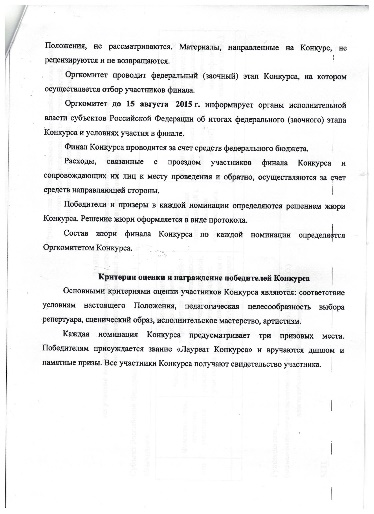 Положения, не рассматриваются. Материалы, направленные на Конкурс, не
рецензируются и не возвращаются.
Оргкомитет проводит федеральный (заочный) этап Конкурса, на котором
осуществляется отбор участников финала.
Оргкомитет до 15 августа 2015 г. информирует органы исполнительной
власти субъектов Российской Федерации об итогах федерального (заочного) этапа
Конкурса и условиях участия в финале.
Финал Конкурса проводится за счет средств федерального бюджета.
Расходы, связанные с проездом участников финала Конкурса и
сопровождающих их лиц к месту проведения и обратно, осуществляются за счет
средств направляющей стороны.
Победители и призеры в каждой номинации определяются решением жюри
Конкурса. Решение жюри оформляется в виде протокола.
Состав жюри финала Конкурса по каждой номинации определяется
Оргкомитетом Конкурса.
Критерии оценки и награждение победителей Конкурса
Основными критериями оценки участников Конкурса являются: соответствие
условиям настоящего Положения, педагогическая целесообразность выбора
репертуара, сценический образ, исполнительское мастерство, артистизм.
Каждая номинация Конкурса предусматривает три призовых места.
Победителям присуждается звание «Лауреат Конкурса» и вручаются диплом и
памятные призы. Все участники Конкурса получают свидетельство участника.